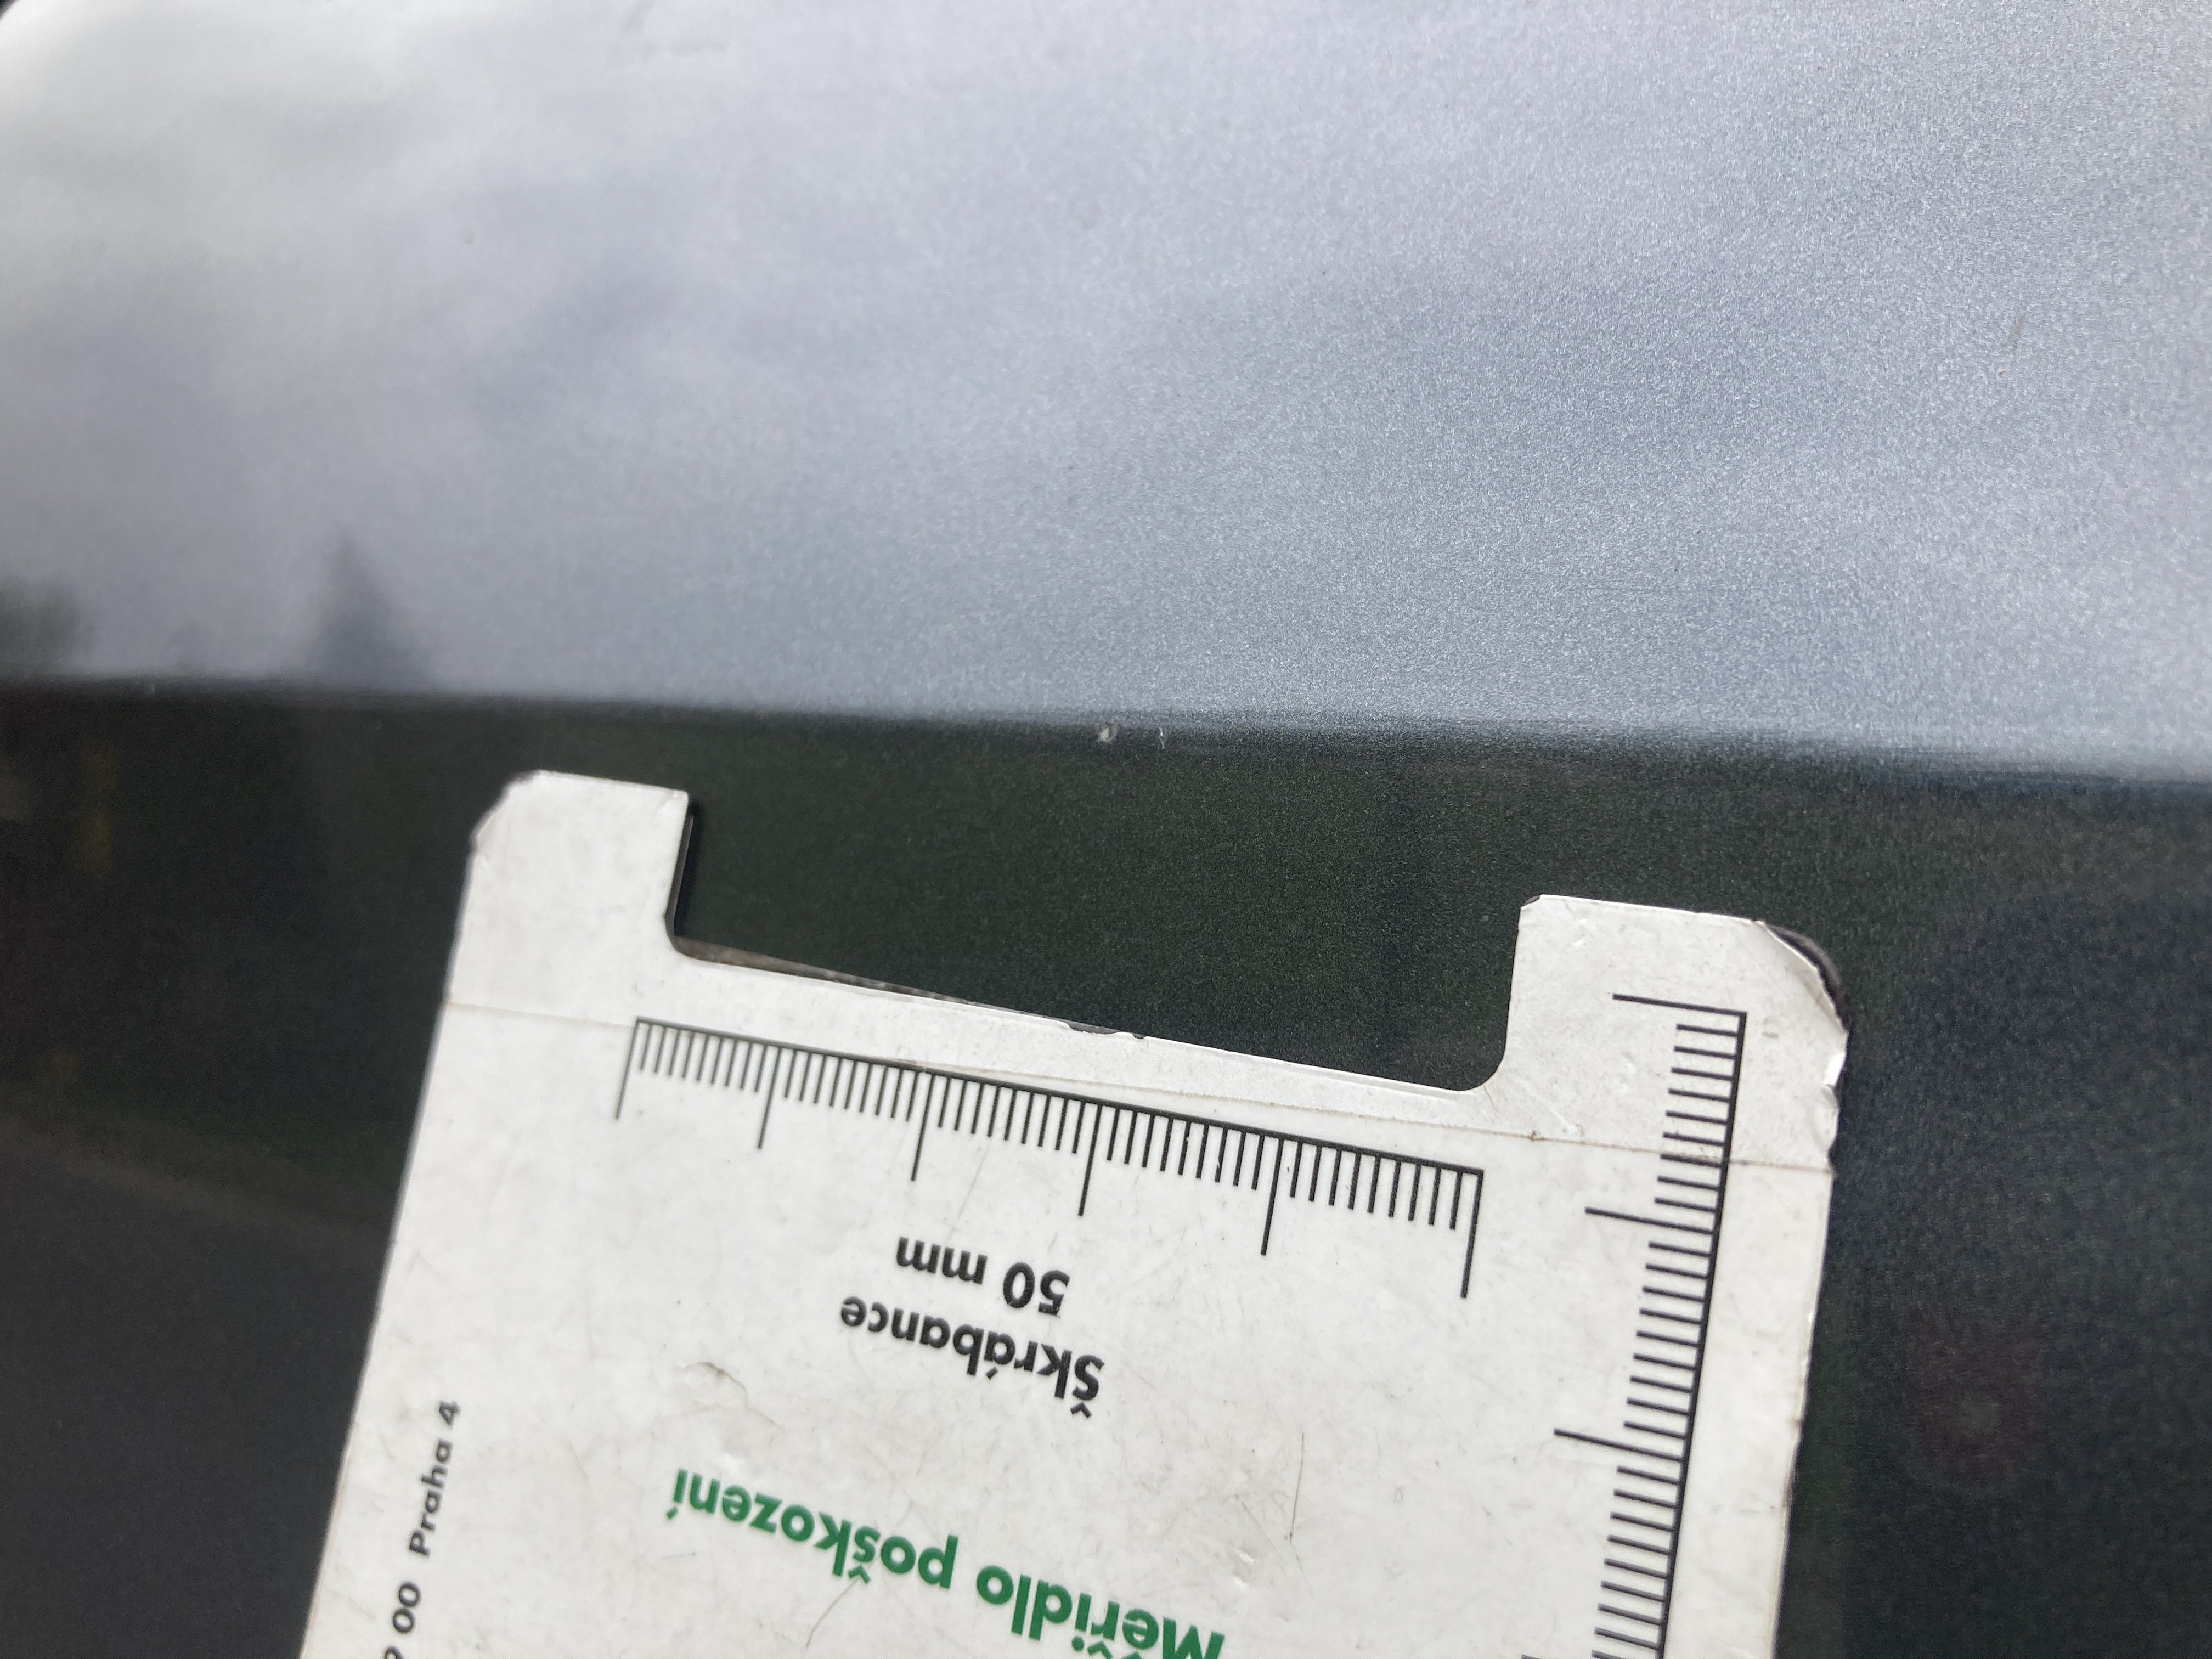 Měřidlo poškození
Škrábance
50 mm
00 Praha 4